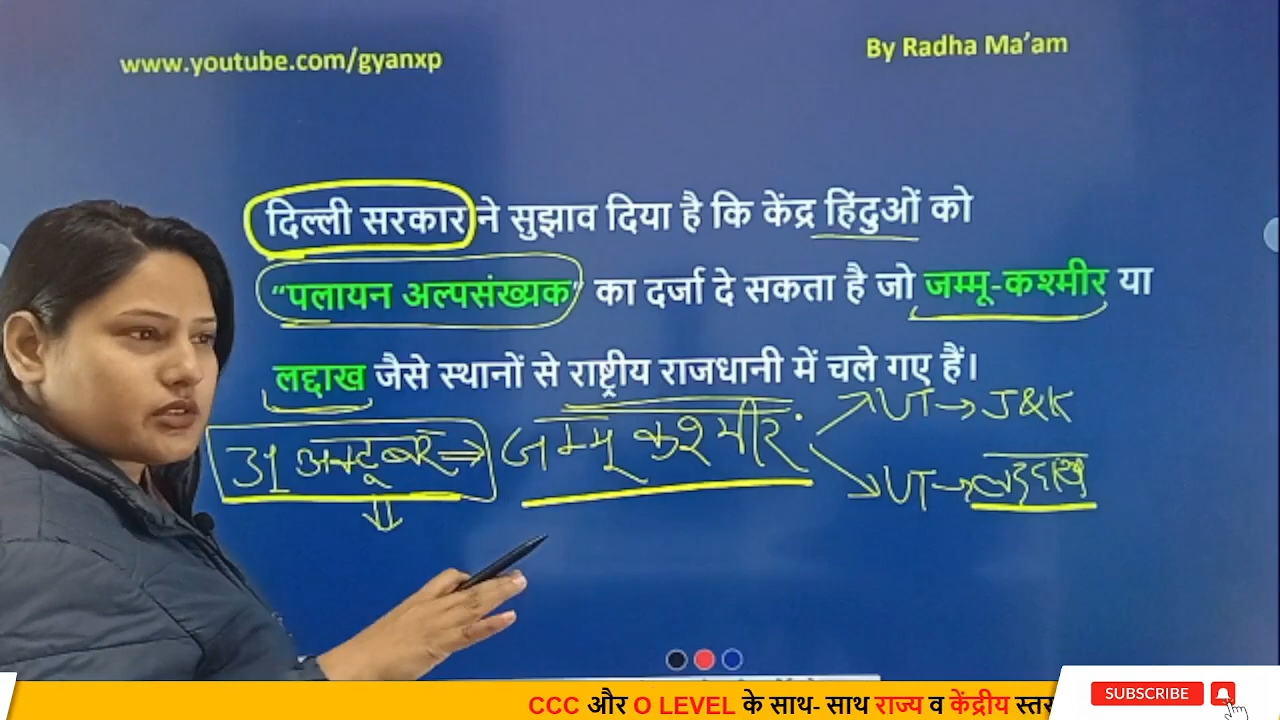 www.youtube.com/gyanxp
By Radha Ma’am
दिल्ली सरकार ने सुझाव दिया है कि केंद्र हिंदुओं को
“पलायन अल्पसंख्यक” का दर्जा दे सकता है जो जम्मू-कश्मीर या
लद्दाख जैसे स्थानों से राष्ट्रीय राजधानी में चले गए हैं।
UT → J&K
31 अक्टूबर → जम्मू कश्मीर
UT → लद्दाख
CCC और O LEVEL के साथ- साथ राज्य व केंद्रीय स्तर
SUBSCRIBE